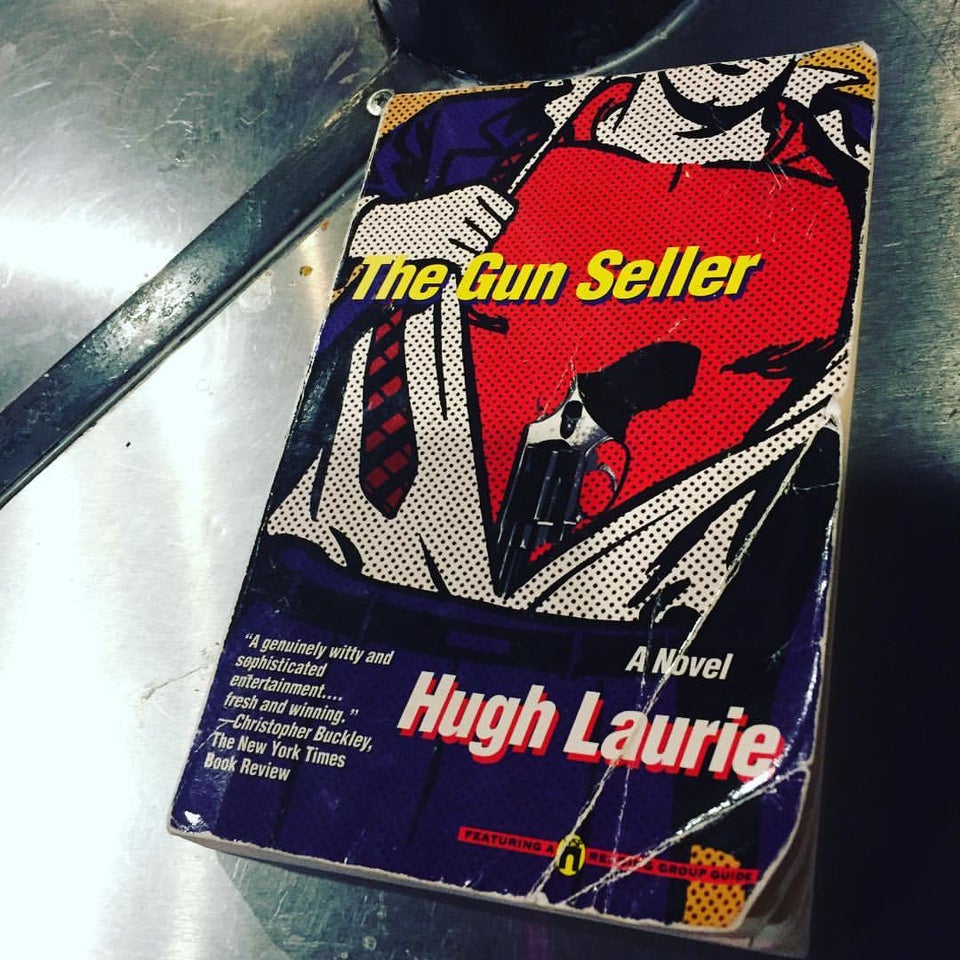 The Gun Seller
"A genuinely witty and
sophisticated
entertainment....
fresh and winning."
—Christopher Buckley,
The New York Times
Book Review
A Novel
Hugh Laurie
FEATURING A READING GROUP GUIDE